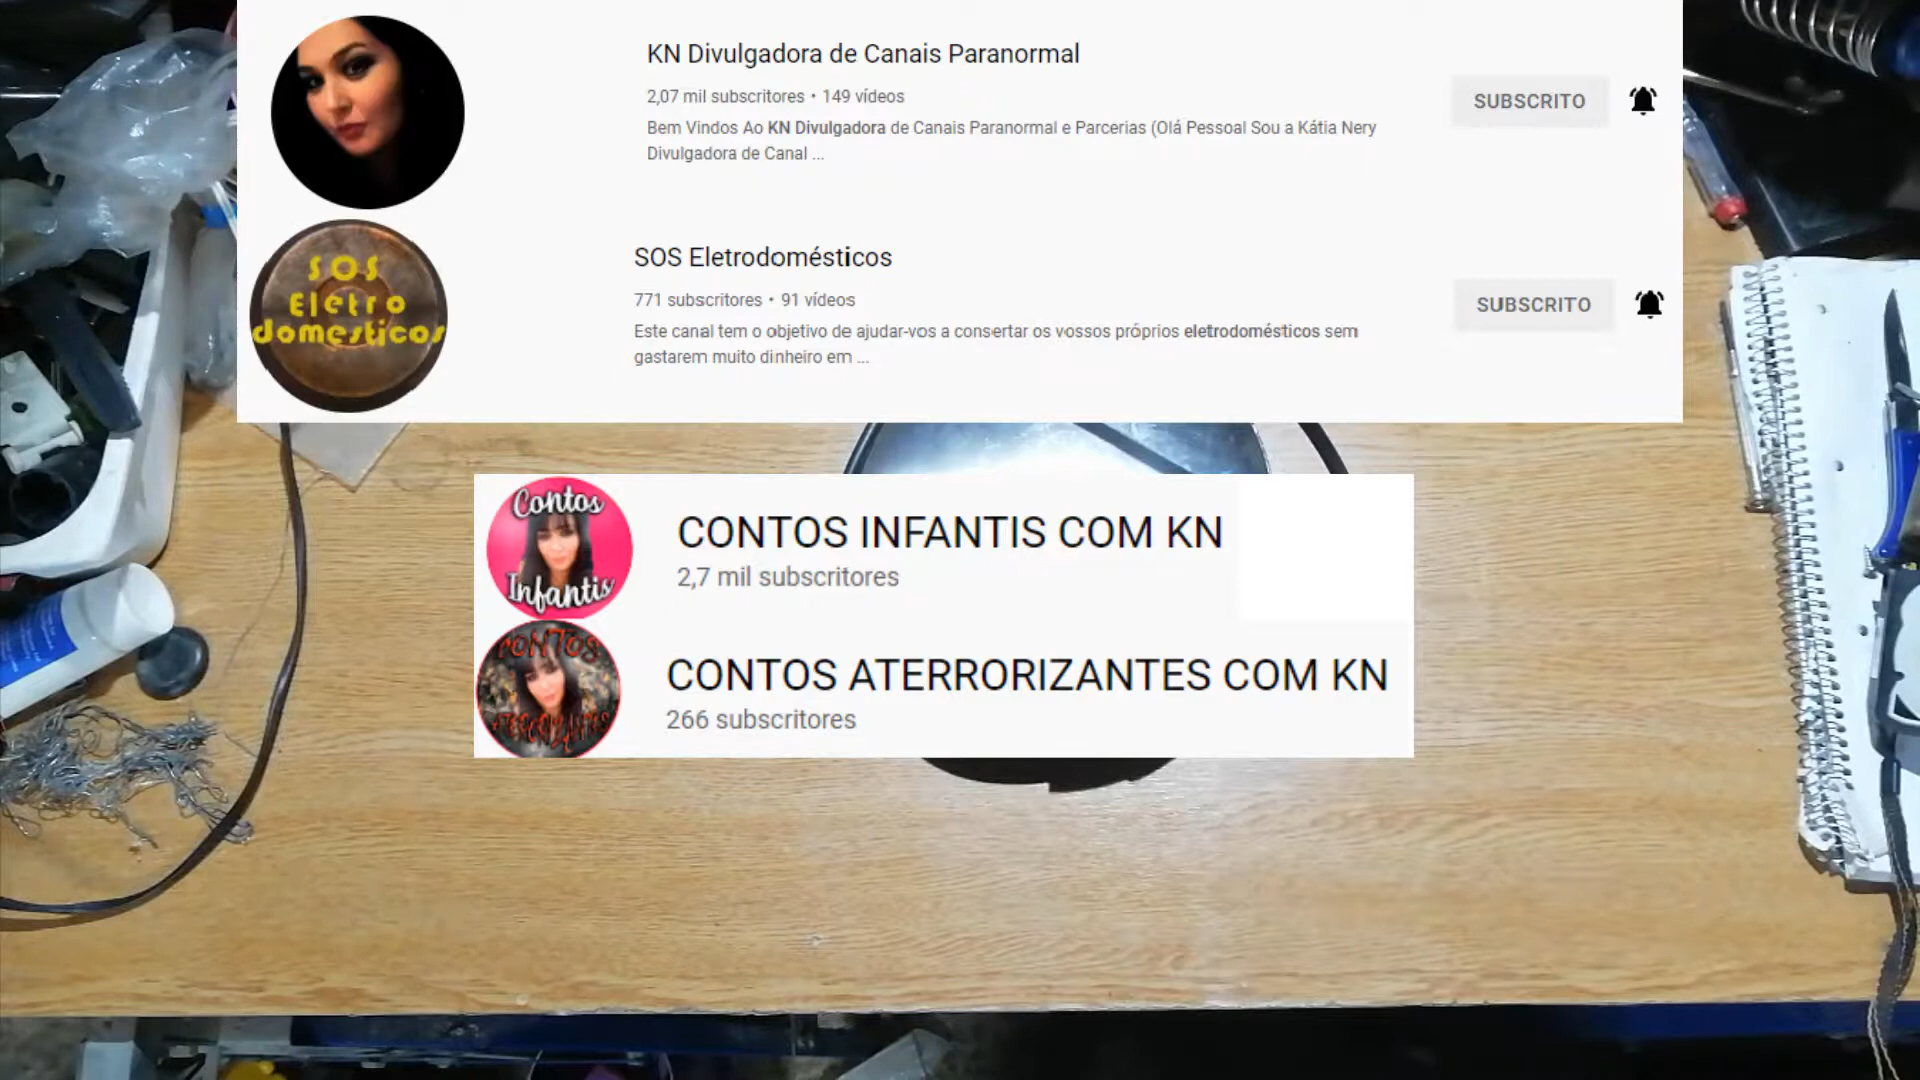 KN Divulgadora de Canais Paranormal
2,07 mil subscritores • 149 vídeos
SUBSCRITO
Bem Vindos Ao KN Divulgadora de Canais Paranormal e Parcerias (Olá Pessoal Sou a Kátia Nery
Divulgadora de Canal ...
SOS
Eletro
domesticos
SOS Eletrodomésticos
771 subscritores • 91 vídeos
SUBSCRITO
Este canal tem o objetivo de ajudar-vos a consertar os vossos próprios eletrodomésticos sem
gastarem muito dinheiro em ...
Contos
Infantis
CONTOS INFANTIS COM KN
2,7 mil subscritores
CONTOS
ATERRORIZANTES
CONTOS ATERRORIZANTES COM KN
266 subscritores